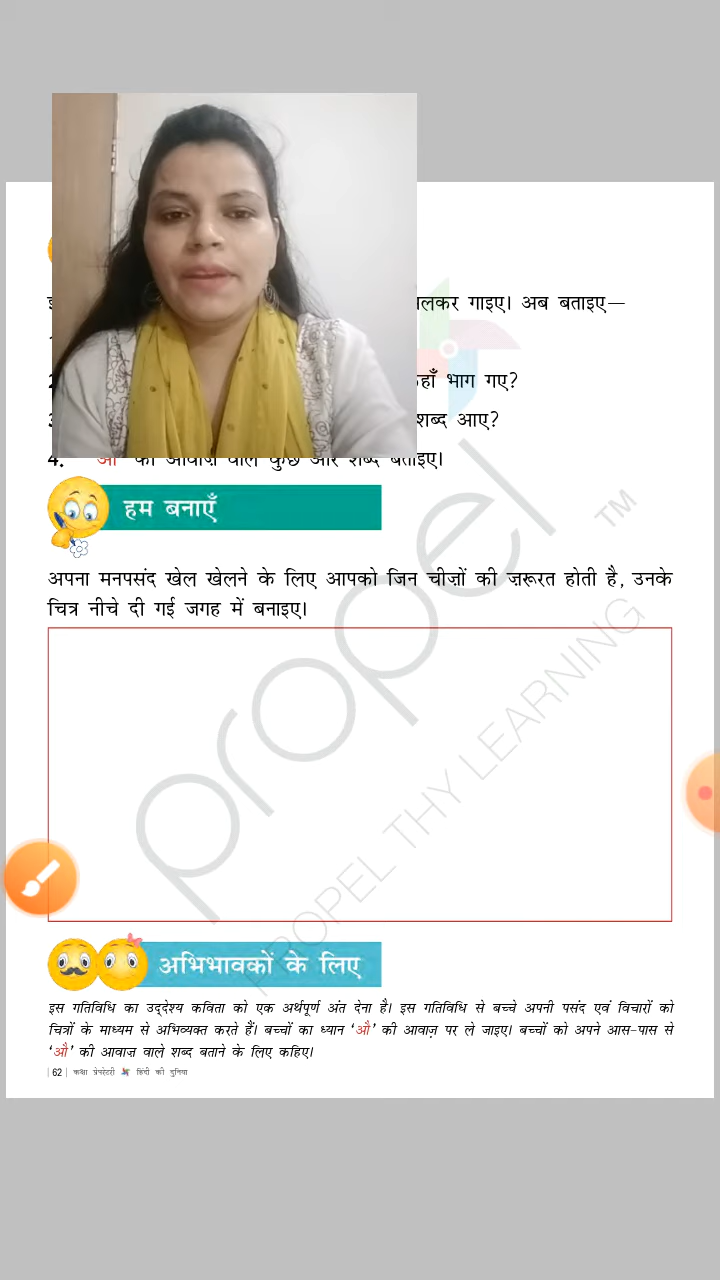 लकर गाइए। अब बताइए—
हाँ भाग गए?
शब्द आए?
4. की आवाज़ वाले कुछ और शब्द बताइए।
हम बनाएँ
अपना मनपसंद खेल खेलने के लिए आपको जिन चीज़ों की ज़रूरत होती है, उनके
चित्र नीचे दी गई जगह में बनाइए।
propel TM
PROPEL THY LEARNING
अभिभावकों के लिए
इस गतिविधि का उद्देश्य कविता को एक अर्थपूर्ण अंत देना है। इस गतिविधि से बच्चे अपनी पसंद एवं विचारों को
चित्रों के माध्यम से अभिव्यक्त करते हैं। बच्चों का ध्यान ‘औ’ की आवाज़ पर ले जाइए। बच्चों को अपने आस-पास से
‘औ’ की आवाज वाले शब्द बताने के लिए कहिए।
| 62 | कक्षा प्रेपरेटरी हिंदी की दुनिया